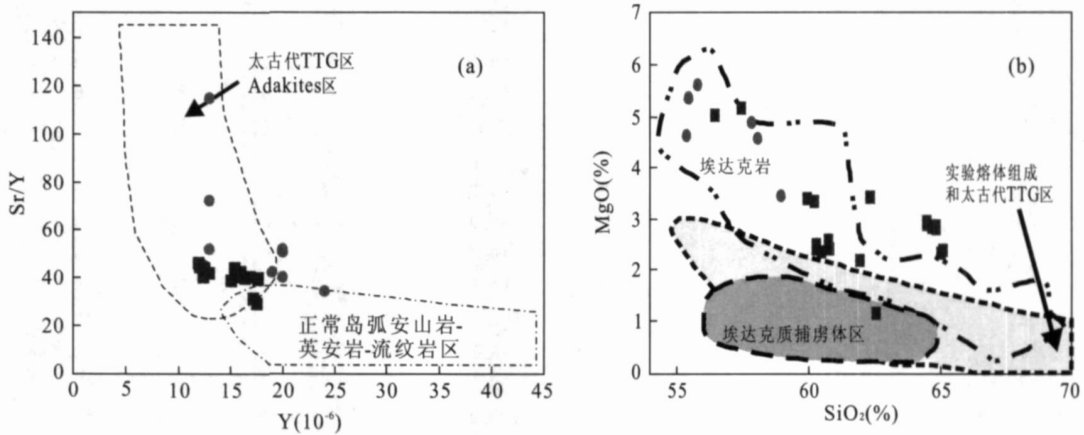 (a)
太古代TTG区
Adakites区
正常岛弧安山岩-
英安岩-流纹岩区
Sr/Y
140
120
100
80
60
40
20
0
0
5
10
15
20
25
30
35
40
45
Y(10⁻⁶)
(b)
埃达克岩
实验熔体组成
和太古代TTG区
埃达克质捕虏体区
MgO(%)
7
6
5
4
3
2
1
0
55
60
65
70
SiO₂(%)